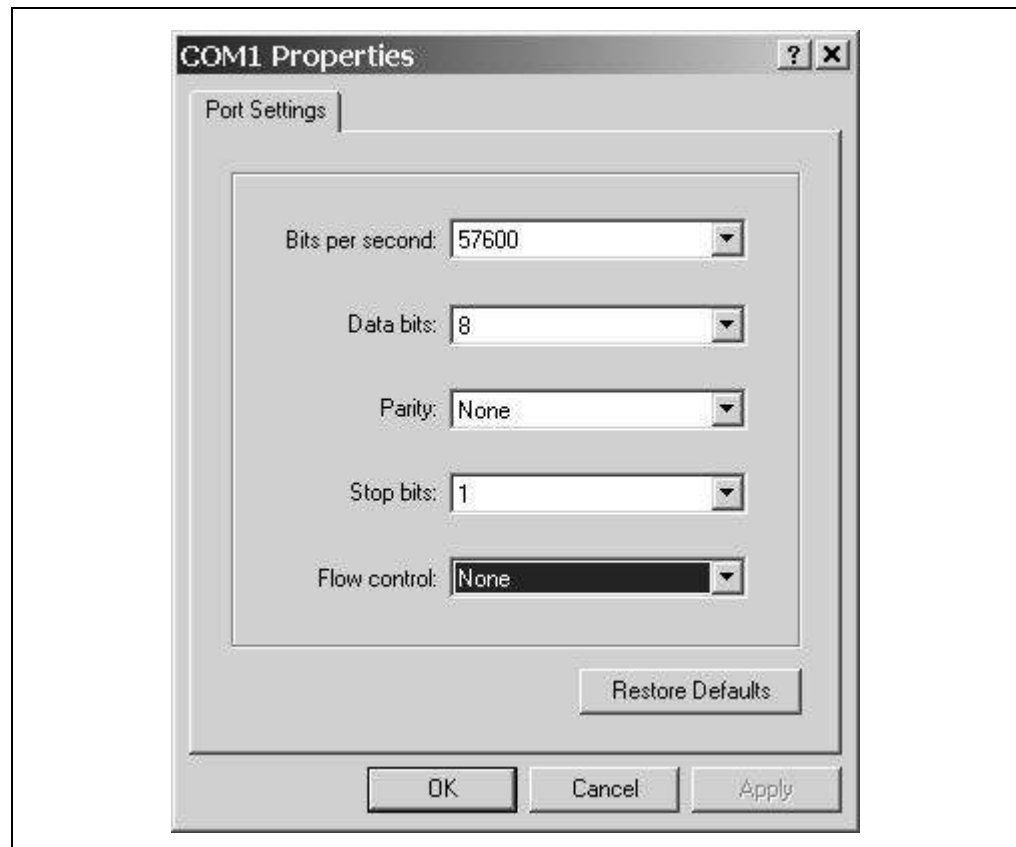 COM1 Properties
Port Settings
Bits per second: 57600
Data bits: 8
Parity: None
Stop bits: 1
Flow control: None
Restore Defaults
OK Cancel Apply